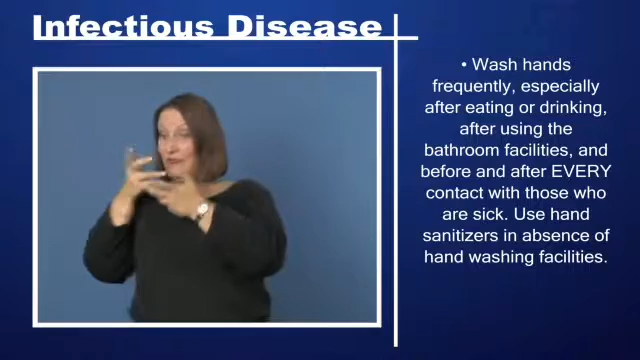 Infectious Disease
• Wash hands
frequently, especially
after eating or drinking,
after using the
bathroom facilities, and
before and after EVERY
contact with those who
are sick. Use hand
sanitizers in absence of
hand washing facilities.